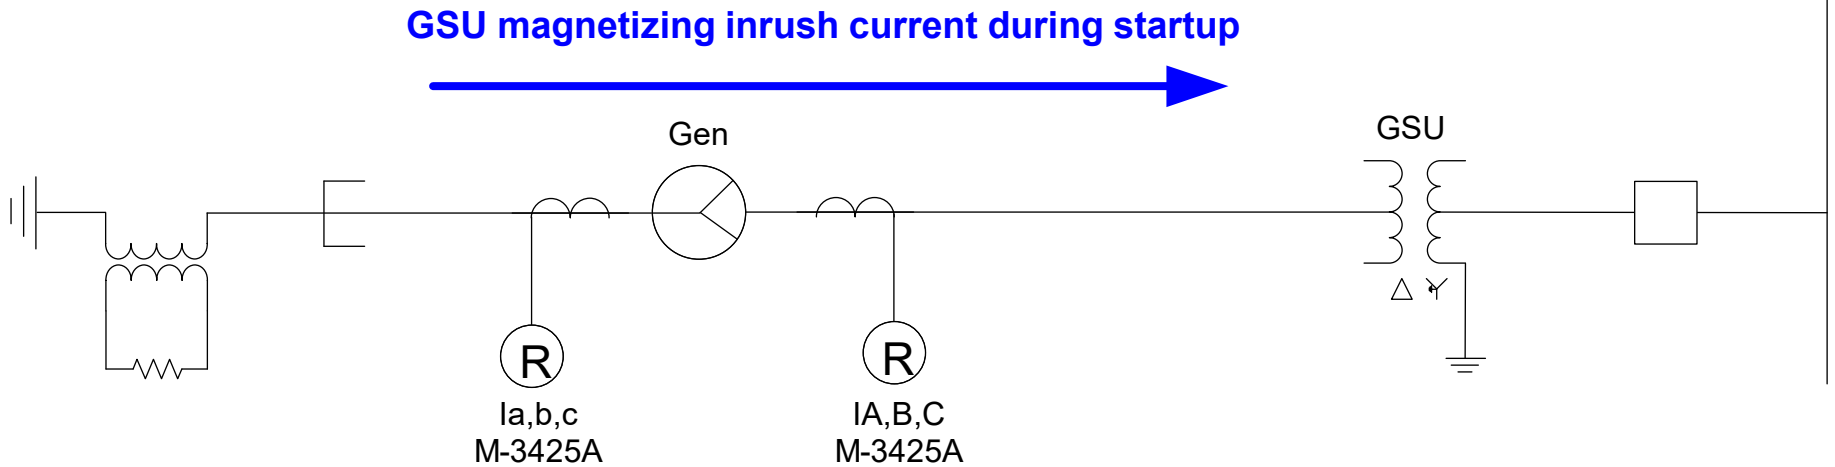 GSU magnetizing inrush current during startup
Gen
GSU
R
R
Ia,b,c
M-3425A
IA,B,C
M-3425A